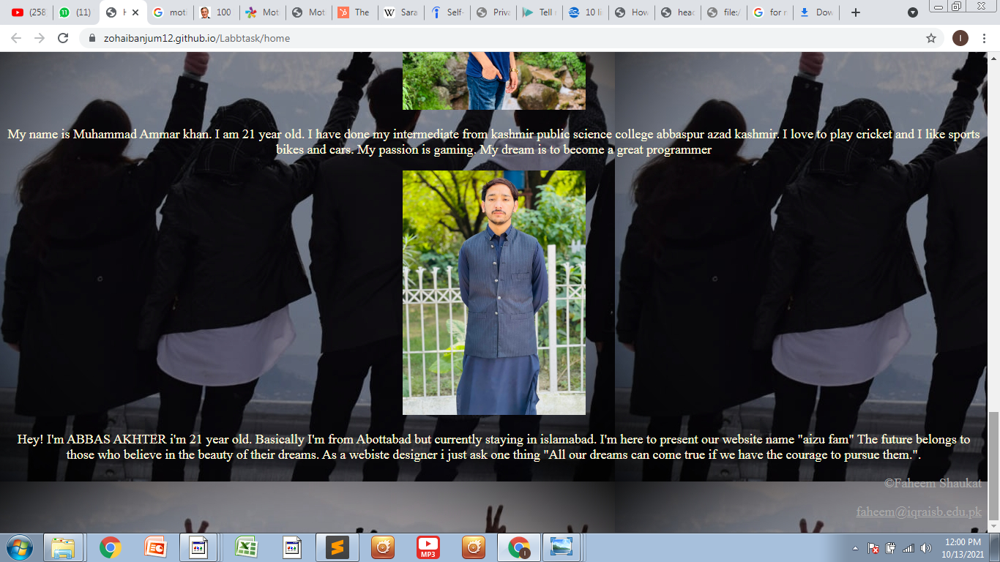 (258
(11)
H
moti
100
Mot
Mot
The
W
Sara
Self-
Priva
Tell
10 li
How
head
file:/
for
Dow
zohaibanjum12.github.io/Labbtask/home
I
My name is Muhammad Ammar khan. I am 21 year old. I have done my intermediate from kashmir public science college abbaspur azad kashmir. I love to play cricket and I like sports
bikes and cars. My passion is gaming. My dream is to become a great programmer
Hey! I'm ABBAS AKHTER i'm 21 year old. Basically I'm from Abottabad but currently staying in islamabad. I'm here to present our website name "aizu fam" The future belongs to
those who believe in the beauty of their dreams. As a webiste designer i just ask one thing "All our dreams can come true if we have the courage to pursue them.".
©Faheem Shaukat
faheem@iqraisb.edu.pk
MP3
12:00 PM
10/13/2021